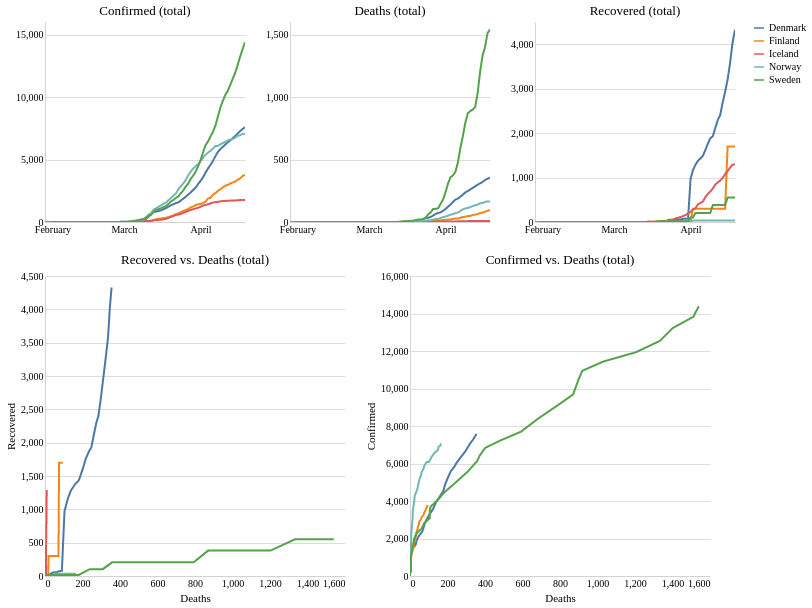 Confirmed (total)
15,000
10,000
5,000
0
February March April
Deaths (total)
1,500
1,000
500
0
February March April
Recovered (total)
4,000
3,000
2,000
1,000
0
February March April
Denmark
Finland
Iceland
Norway
Sweden
Recovered vs. Deaths (total)
4,500
4,000
3,500
3,000
2,500
2,000
1,500
1,000
500
0
Recovered
0 200 400 600 800 1,000 1,200 1,400 1,600
Deaths
Confirmed vs. Deaths (total)
16,000
14,000
12,000
10,000
8,000
6,000
4,000
2,000
0
Confirmed
0 200 400 600 800 1,000 1,200 1,400 1,600
Deaths